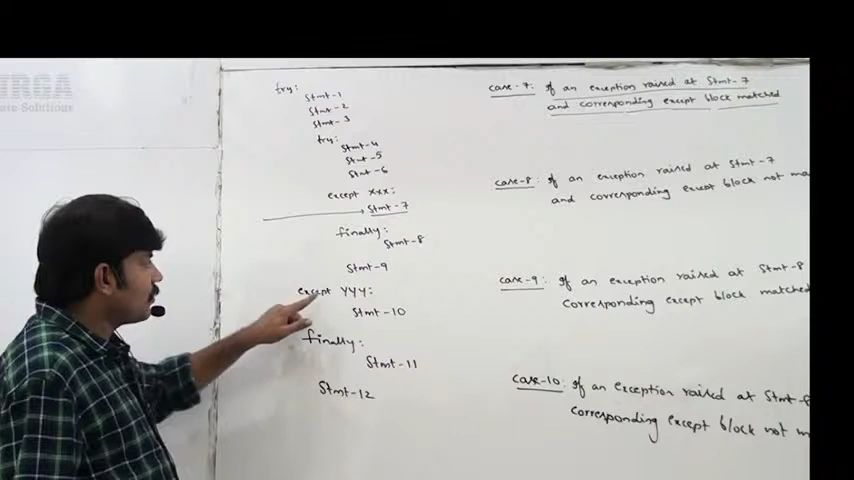 try:
Stmt-1
Stmt-2
Stmt-3
try:
Stmt-4
Stmt-5
Stmt-6
except XXX:
Stmt-7
finally:
Stmt-8
Stmt-9
except YYY:
Stmt-10
finally:
Stmt-11
Stmt-12
case-7: If an exception raised at Stmt-7
and corresponding except block matched
case-8: If an exception raised at Stmt-7
and corresponding except block not
case-9: If an exception raised at Stmt-8
corresponding except block matched
case-10: If an exception raised at
corresponding except block not